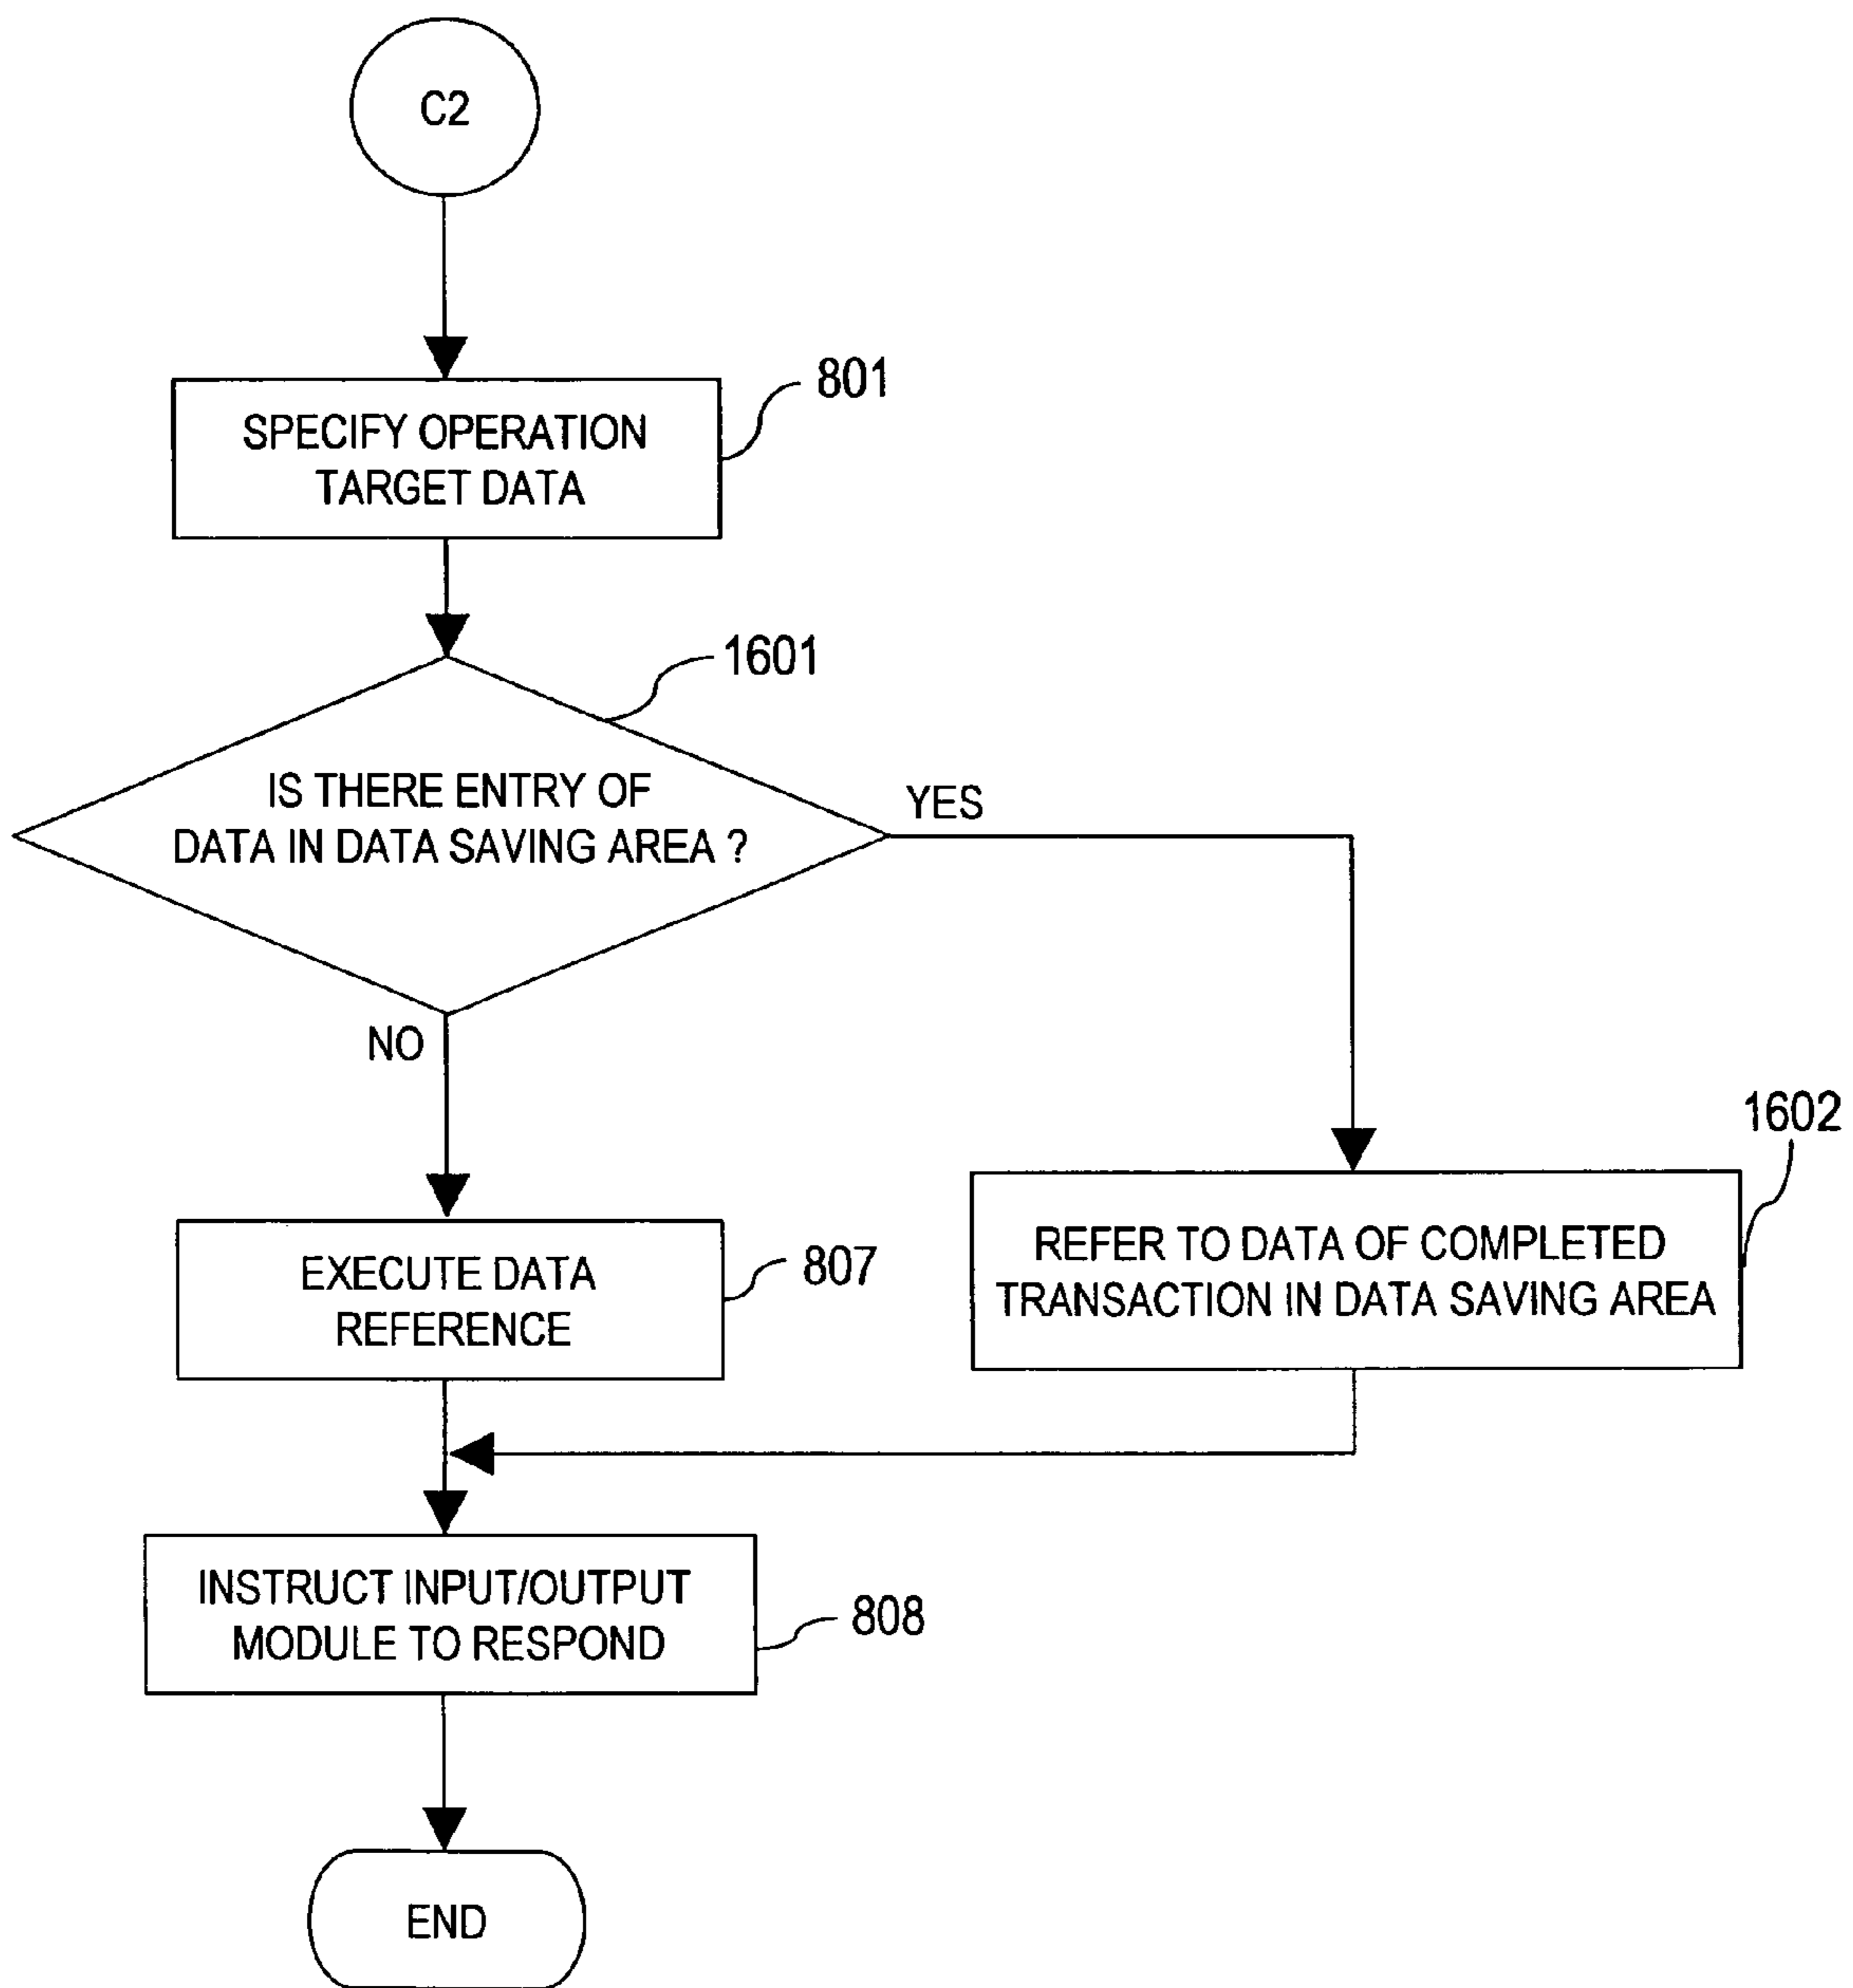 C2
801
SPECIFY OPERATION
TARGET DATA
1601
IS THERE ENTRY OF
DATA IN DATA SAVING AREA ?
YES
NO
1602
REFER TO DATA OF COMPLETED
TRANSACTION IN DATA SAVING AREA
807
EXECUTE DATA
REFERENCE
INSTRUCT INPUT/OUTPUT
MODULE TO RESPOND
808
END